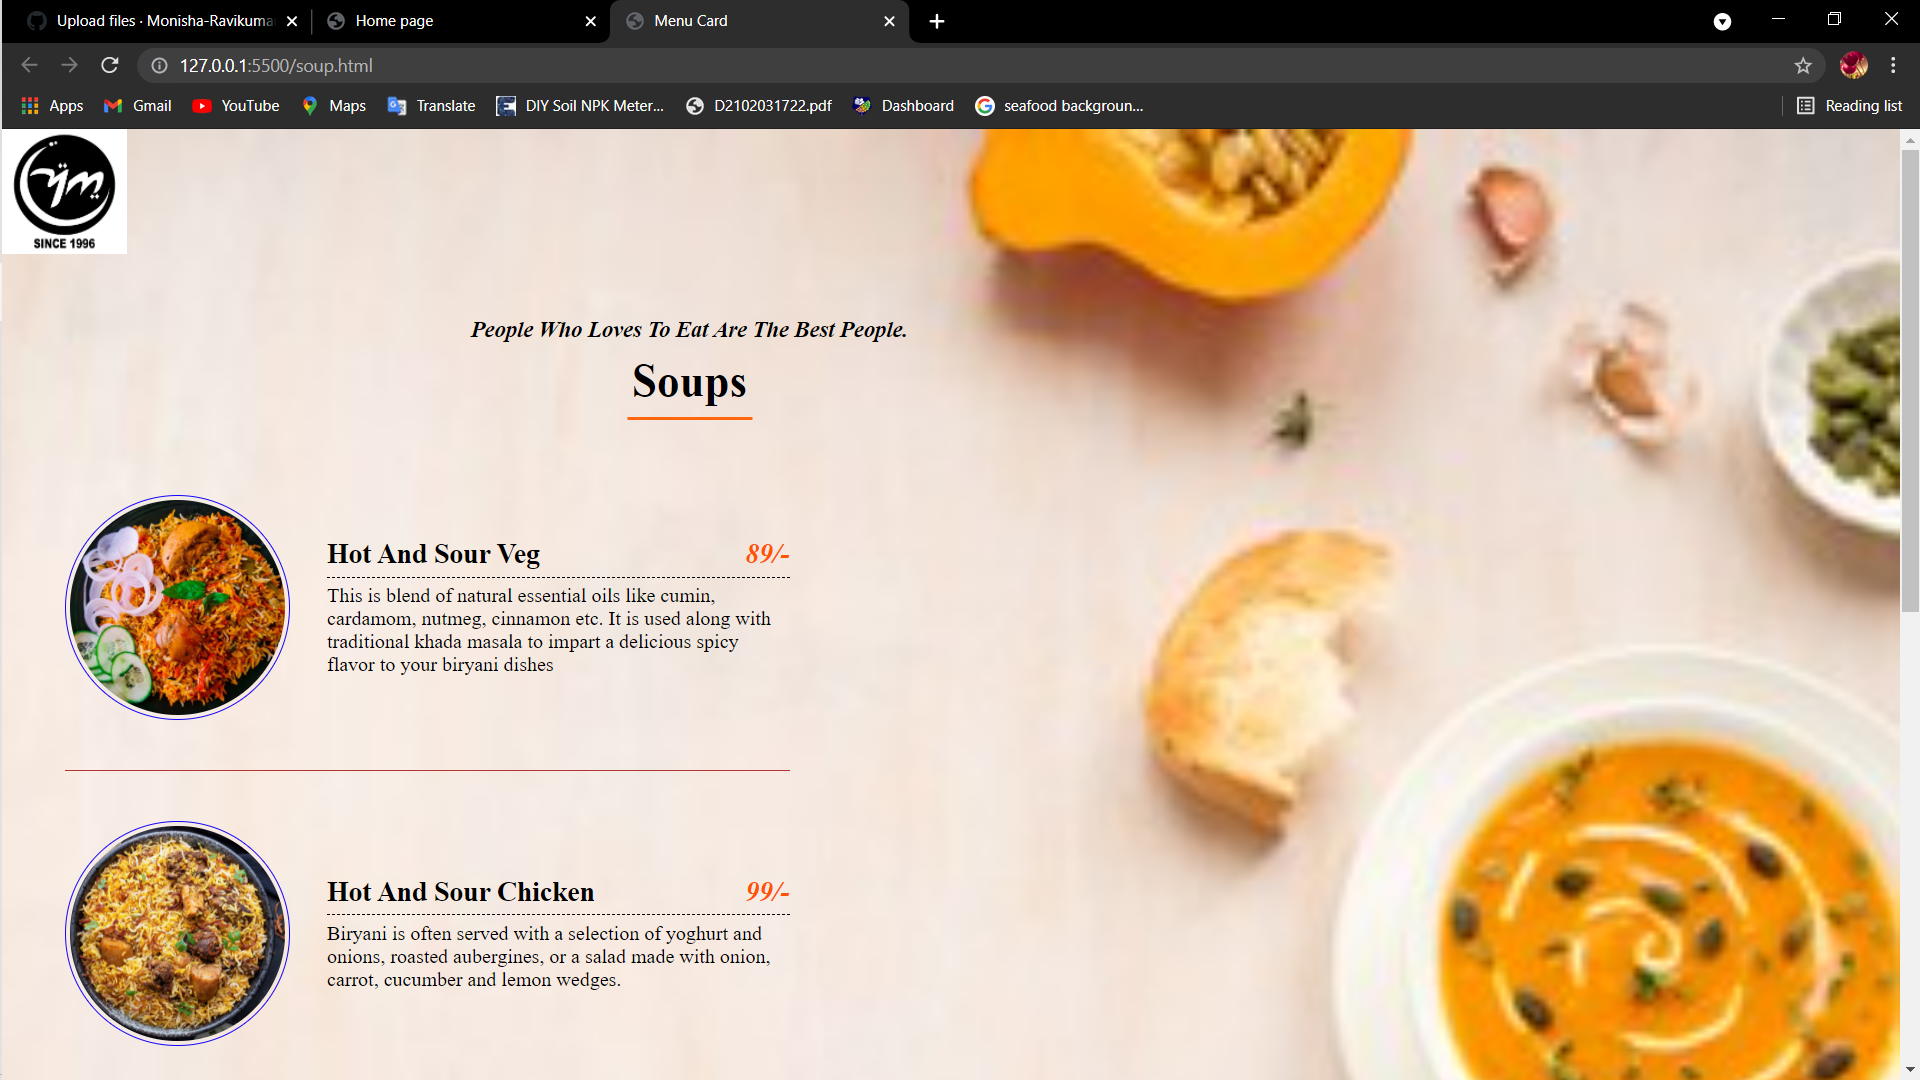 Upload files · Monisha-Ravikuma
Home page
Menu Card
127.0.0.1:5500/soup.html
Apps
Gmail
YouTube
Maps
Translate
DIY Soil NPK Meter...
D2102031722.pdf
Dashboard
seafood backgroun...
Reading list
SINCE 1996
People Who Loves To Eat Are The Best People.
Soups
Hot And Sour Veg 89/-
This is blend of natural essential oils like cumin,
cardamom, nutmeg, cinnamon etc. It is used along with
traditional khada masala to impart a delicious spicy
flavor to your biryani dishes
Hot And Sour Chicken 99/-
Biryani is often served with a selection of yoghurt and
onions, roasted aubergines, or a salad made with onion,
carrot, cucumber and lemon wedges.